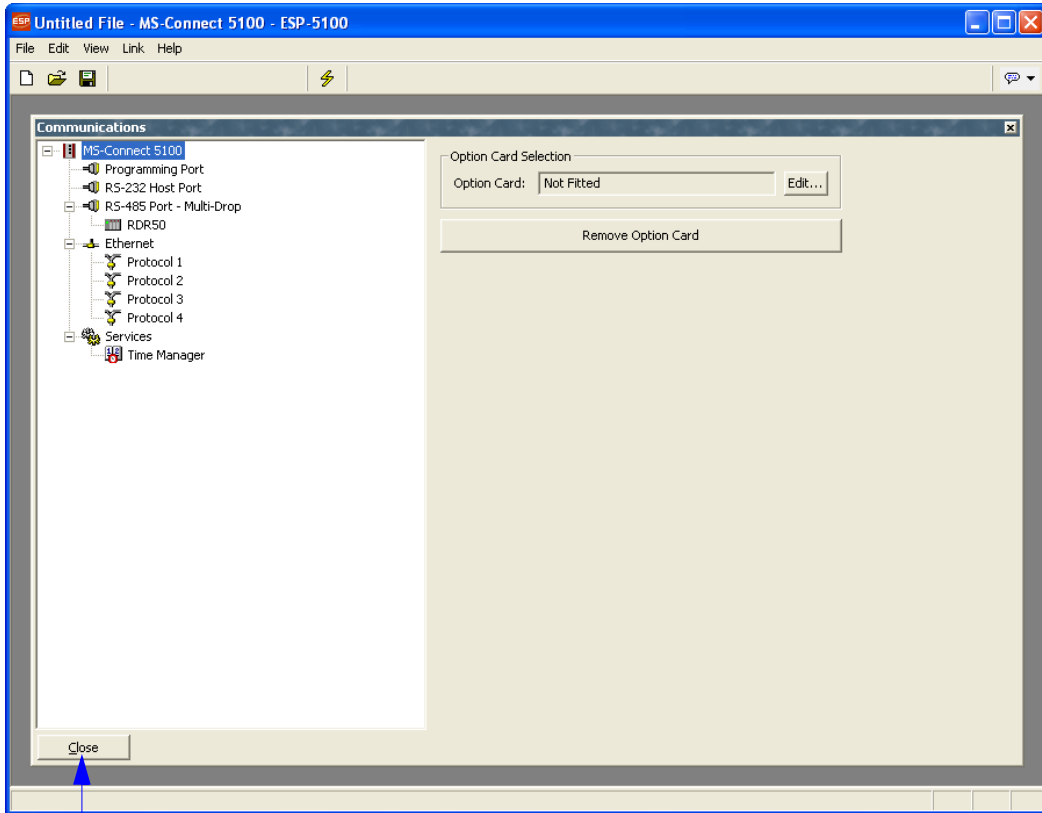 ESP Untitled File - MS-Connect 5100 - ESP-5100
File Edit View Link Help
Communications
MS-Connect 5100
Programming Port
RS-232 Host Port
RS-485 Port - Multi-Drop
RDR50
Ethernet
Protocol 1
Protocol 2
Protocol 3
Protocol 4
Services
Time Manager
Option Card Selection
Option Card: Not Fitted Edit...
Remove Option Card
Close